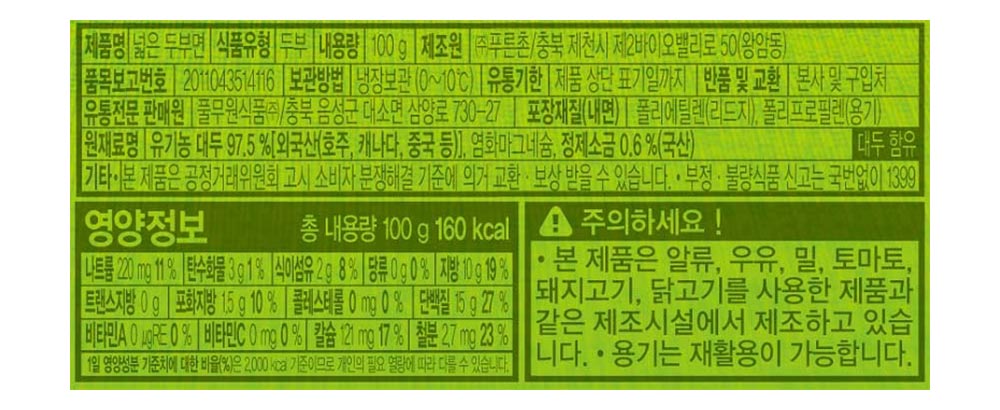 제품명 넓은 두부면 식품유형 두부 내용량 100 g 제조원 ㈜푸른촌/충북 제천시 제2바이오밸리로 50(왕암동)
품목보고번호 2011043514116 보관방법 냉장보관 (0~10℃) 유통기한 제품 상단 표기일까지 반품 및 교환 본사 및 구입처
유통전문 판매원 풀무원식품㈜/충북 음성군 대소면 삼양로 730-27 포장재질(내면) 폴리에틸렌(리드지), 폴리프로필렌(용기)
원재료명 유기농 대두 97.5 %[외국산(호주, 캐나다, 중국 등)], 염화마그네슘, 정제소금 0.6 %(국산) 대두 함유
기타 • 본 제품은 공정거래위원회 고시 소비자 분쟁해결 기준에 의거 교환 · 보상 받을 수 있습니다. • 부정 · 불량식품 신고는 국번없이 1399
영양정보 총 내용량 100 g 160 kcal
나트륨 220 mg 11 % 탄수화물 3 g 1 % 식이섬유 2 g 8 % 당류 0 g 0 % 지방 10 g 19 %
트랜스지방 0 g 포화지방 1.5 g 10 % 콜레스테롤 0 mg 0 % 단백질 15 g 27 %
비타민A 0 μgRE 0 % 비타민C 0 mg 0 % 칼슘 121 mg 17 % 철분 2.7 mg 23 %
1일 영양성분 기준치에 대한 비율(%)은 2,000 kcal 기준이므로 개인의 필요 열량에 따라 다를 수 있습니다.
주의하세요 !
• 본 제품은 알류, 우유, 밀, 토마토,
돼지고기, 닭고기를 사용한 제품과
같은 제조시설에서 제조하고 있습
니다. • 용기는 재활용이 가능합니다.